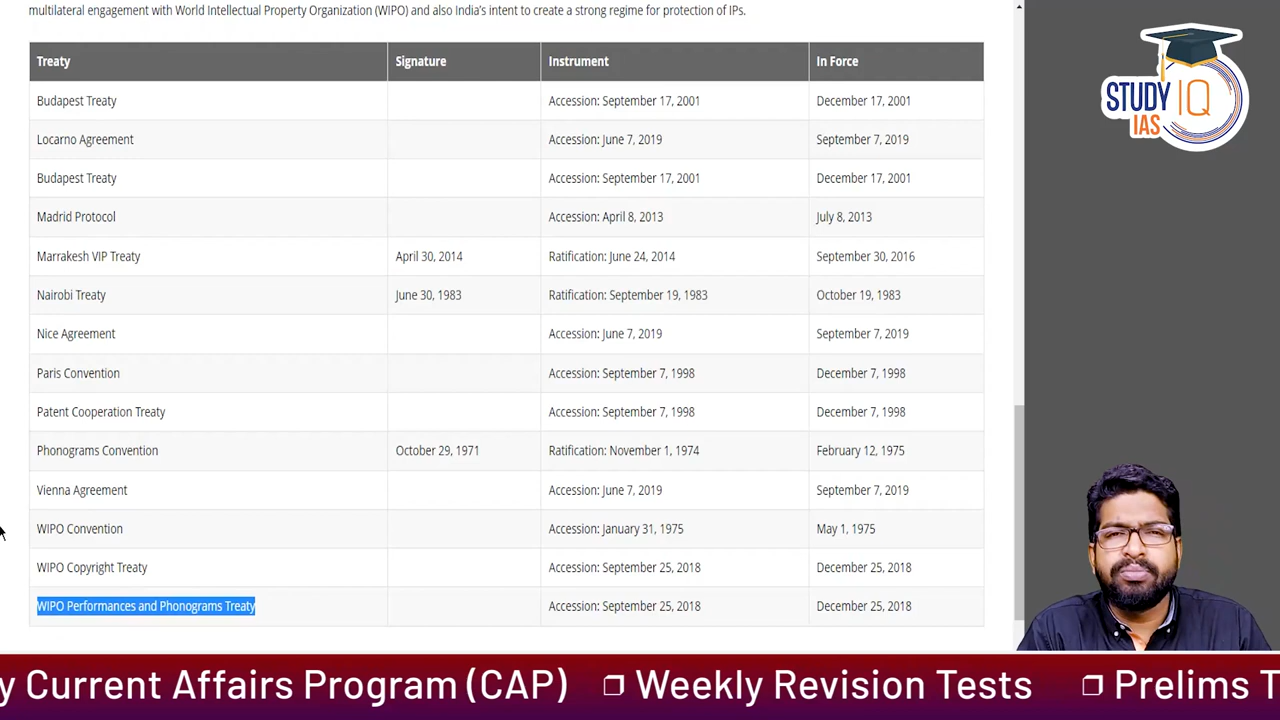 multilateral engagement with World Intellectual Property Organization (WIPO) and also India's intent to create a strong regime for protection of IPs.
Treaty Signature Instrument In Force
Budapest Treaty Accession: September 17, 2001 December 17, 2001
Locarno Agreement Accession: June 7, 2019 September 7, 2019
Budapest Treaty Accession: September 17, 2001 December 17, 2001
Madrid Protocol Accession: April 8, 2013 July 8, 2013
Marrakesh VIP Treaty April 30, 2014 Ratification: June 24, 2014 September 30, 2016
Nairobi Treaty June 30, 1983 Ratification: September 19, 1983 October 19, 1983
Nice Agreement Accession: June 7, 2019 September 7, 2019
Paris Convention Accession: September 7, 1998 December 7, 1998
Patent Cooperation Treaty Accession: September 7, 1998 December 7, 1998
Phonograms Convention October 29, 1971 Ratification: November 1, 1974 February 12, 1975
Vienna Agreement Accession: June 7, 2019 September 7, 2019
WIPO Convention Accession: January 31, 1975 May 1, 1975
WIPO Copyright Treaty Accession: September 25, 2018 December 25, 2018
WIPO Performances and Phonograms Treaty Accession: September 25, 2018 December 25, 2018
STUDY IQ
IAS
y Current Affairs Program (CAP) ❒ Weekly Revision Tests ❒ Prelims T